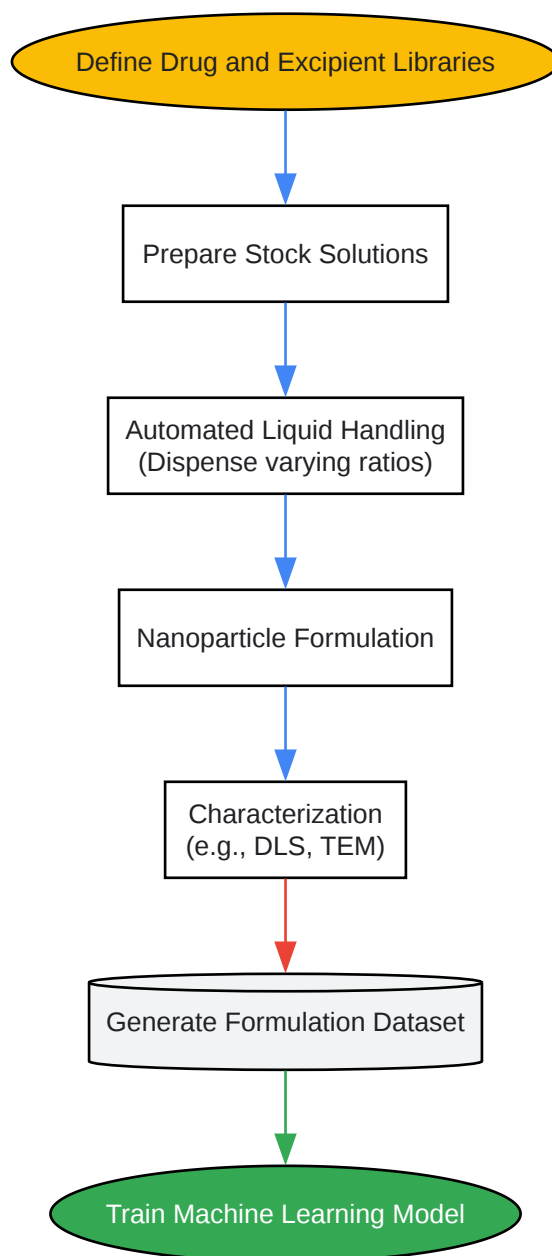 Define Drug and Excipient Libraries
Prepare Stock Solutions
Automated Liquid Handling
(Dispense varying ratios)
Nanoparticle Formulation
Characterization
(e.g., DLS, TEM)
Generate Formulation Dataset
Train Machine Learning Model